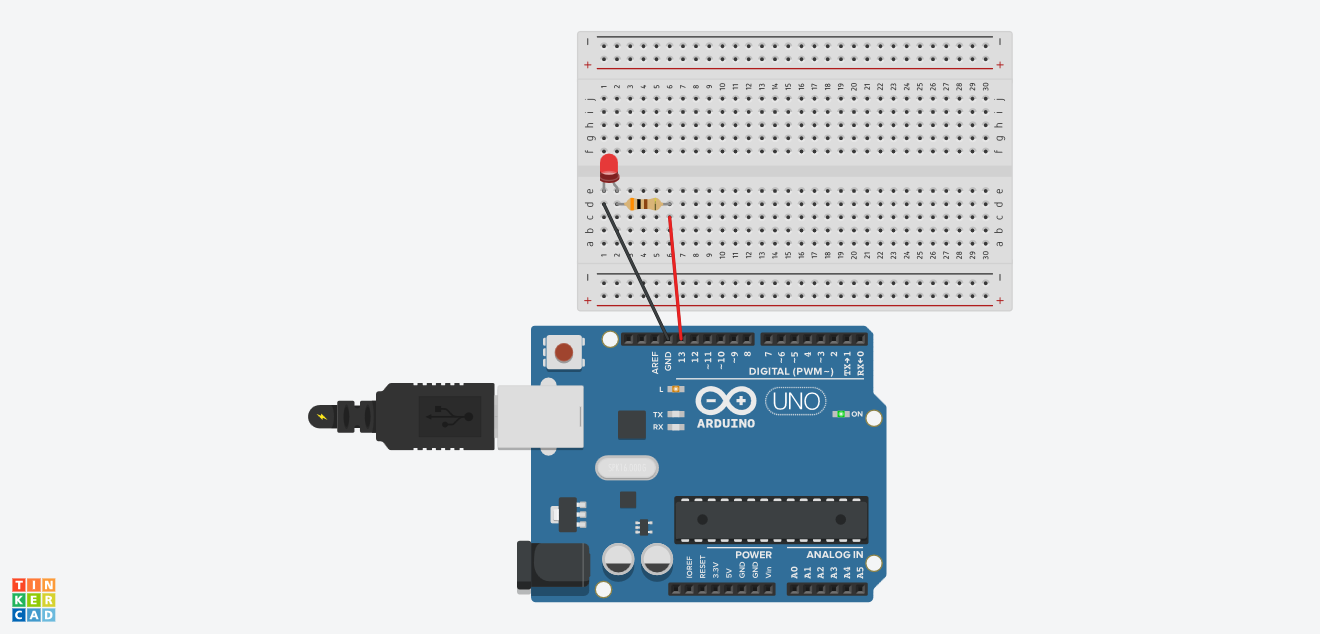 − −
+ +
1 2 3 4 5 6 7 8 9 10 11 12 13 14 15 16 17 18 19 20 21 22 23 24 25 26 27 28 29 30
j j
i i
h h
g g
f f
e e
d d
c c
b b
a a
1 2 3 4 5 6 7 8 9 10 11 12 13 14 15 16 17 18 19 20 21 22 23 24 25 26 27 28 29 30
− −
+ +
AREF GND 13 12 ~11 ~10 ~9 8 7 ~6 ~5 4 ~3 2 TX→1 RX←0
DIGITAL (PWM~)
L
TX
RX
UNO
ARDUINO
ON
POWER ANALOG IN
IOREF RESET 3.3V 5V GND GND Vin A0 A1 A2 A3 A4 A5
TIN
KER
CAD